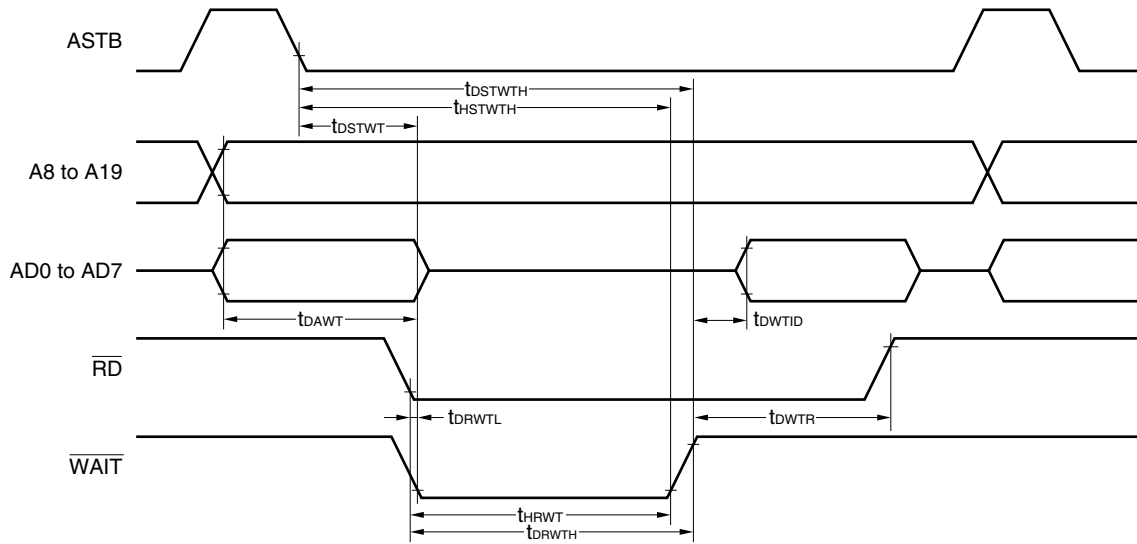 ASTB
tDSTWTH
tHSTWTH
tDSTWT
A8 to A19
AD0 to AD7
tDAWT
tDWTID
RD
tDRWTL
tDWTR
WAIT
tHRWT
tDRWTH